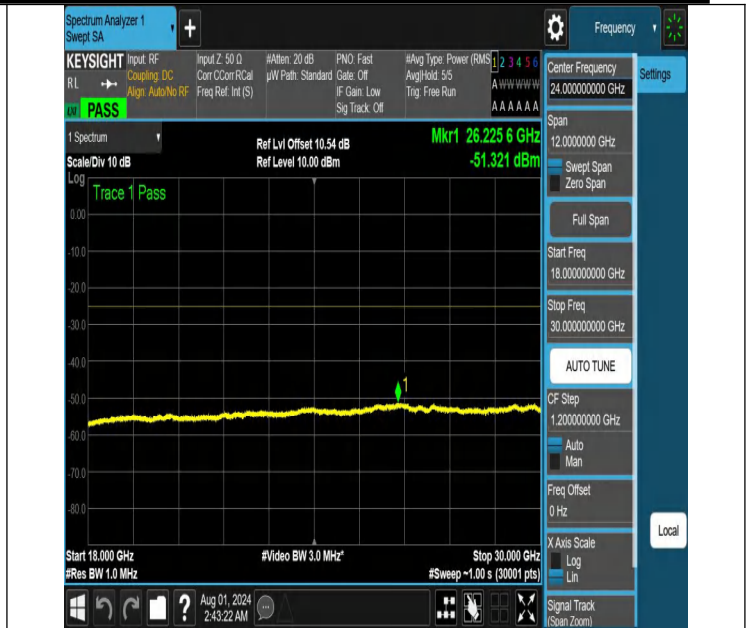 Spectrum Analyzer 1
Swept SA
Frequency
KEYSIGHT
RL
PASS
Input: RF
Coupling: DC
Align: Auto/No RF
Input Z: 50 Ω
Corr CCorr RCal
Freq Ref: Int (S)
#Atten: 20 dB
µW Path: Standard
PNO: Fast
Gate: Off
IF Gain: Low
Sig Track: Off
#Avg Type: Power (RMS
Avg|Hold: 5/5
Trig: Free Run
1 2 3 4 5 6
A W W W W W
A A A A A A
1 Spectrum
Scale/Div 10 dB
Ref Lvl Offset 10.54 dB
Ref Level 10.00 dBm
Mkr1 26.225 6 GHz
-51.321 dBm
Log
Trace 1 Pass
0.00
-10.0
-20.0
-30.0
-40.0
-50.0
-60.0
-70.0
-80.0
1
Start 18.000 GHz
#Res BW 1.0 MHz
#Video BW 3.0 MHz*
Stop 30.000 GHz
#Sweep ~1.00 s (30001 pts)
Center Frequency
24.000000000 GHz
Settings
Span
12.0000000 GHz
Swept Span
Zero Span
Full Span
Start Freq
18.000000000 GHz
Stop Freq
30.000000000 GHz
AUTO TUNE
CF Step
1.200000000 GHz
Auto
Man
Freq Offset
0 Hz
X Axis Scale
Log
Lin
Local
Signal Track
(Span Zoom)
?
Aug 01, 2024
2:43:22 AM